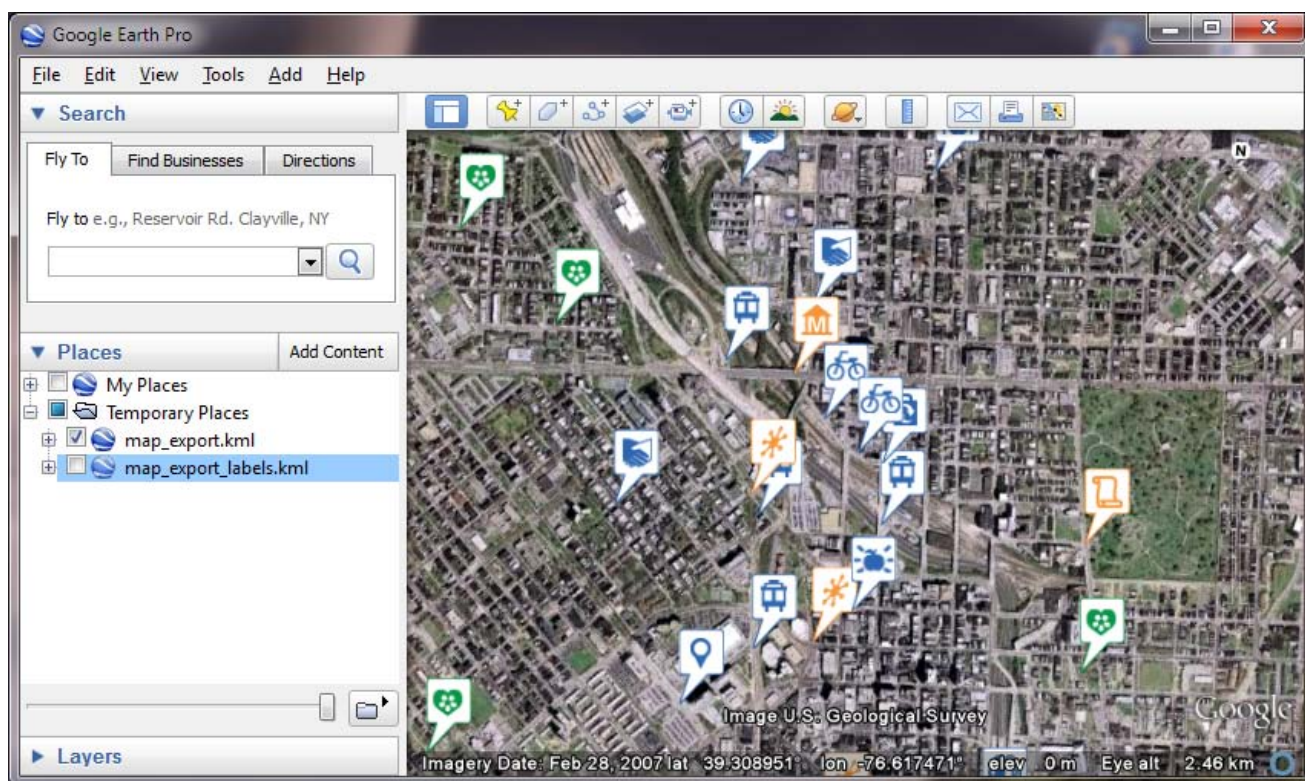 Google Earth Pro
File Edit View Tools Add Help
Search
Fly To Find Businesses Directions
Fly to e.g., Reservoir Rd. Clayville, NY
Places Add Content
My Places
Temporary Places
map_export.kml
map_export_labels.kml
Layers
N
M
Image U.S. Geological Survey
Google
Imagery Date: Feb 28, 2007 lat 39.308951° lon -76.617471° elev 0 m Eye alt 2.46 km